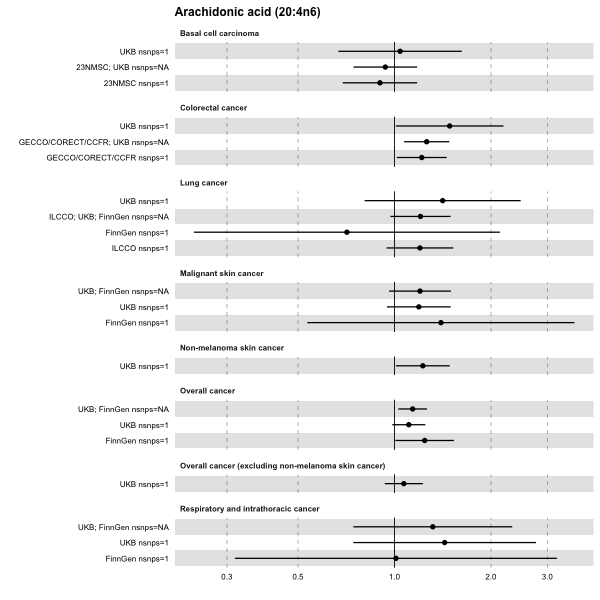 Arachidonic acid (20:4n6)
Basal cell carcinoma
UKB nsnps=1
23NMSC; UKB nsnps=NA
23NMSC nsnps=1
Colorectal cancer
UKB nsnps=1
GECCO/CORECT/CCFR; UKB nsnps=NA
GECCO/CORECT/CCFR nsnps=1
Lung cancer
UKB nsnps=1
ILCCO; UKB; FinnGen nsnps=NA
FinnGen nsnps=1
ILCCO nsnps=1
Malignant skin cancer
UKB; FinnGen nsnps=NA
UKB nsnps=1
FinnGen nsnps=1
Non-melanoma skin cancer
UKB nsnps=1
Overall cancer
UKB; FinnGen nsnps=NA
UKB nsnps=1
FinnGen nsnps=1
Overall cancer (excluding non-melanoma skin cancer)
UKB nsnps=1
Respiratory and intrathoracic cancer
UKB; FinnGen nsnps=NA
UKB nsnps=1
FinnGen nsnps=1
0.3 0.5 1.0 2.0 3.0